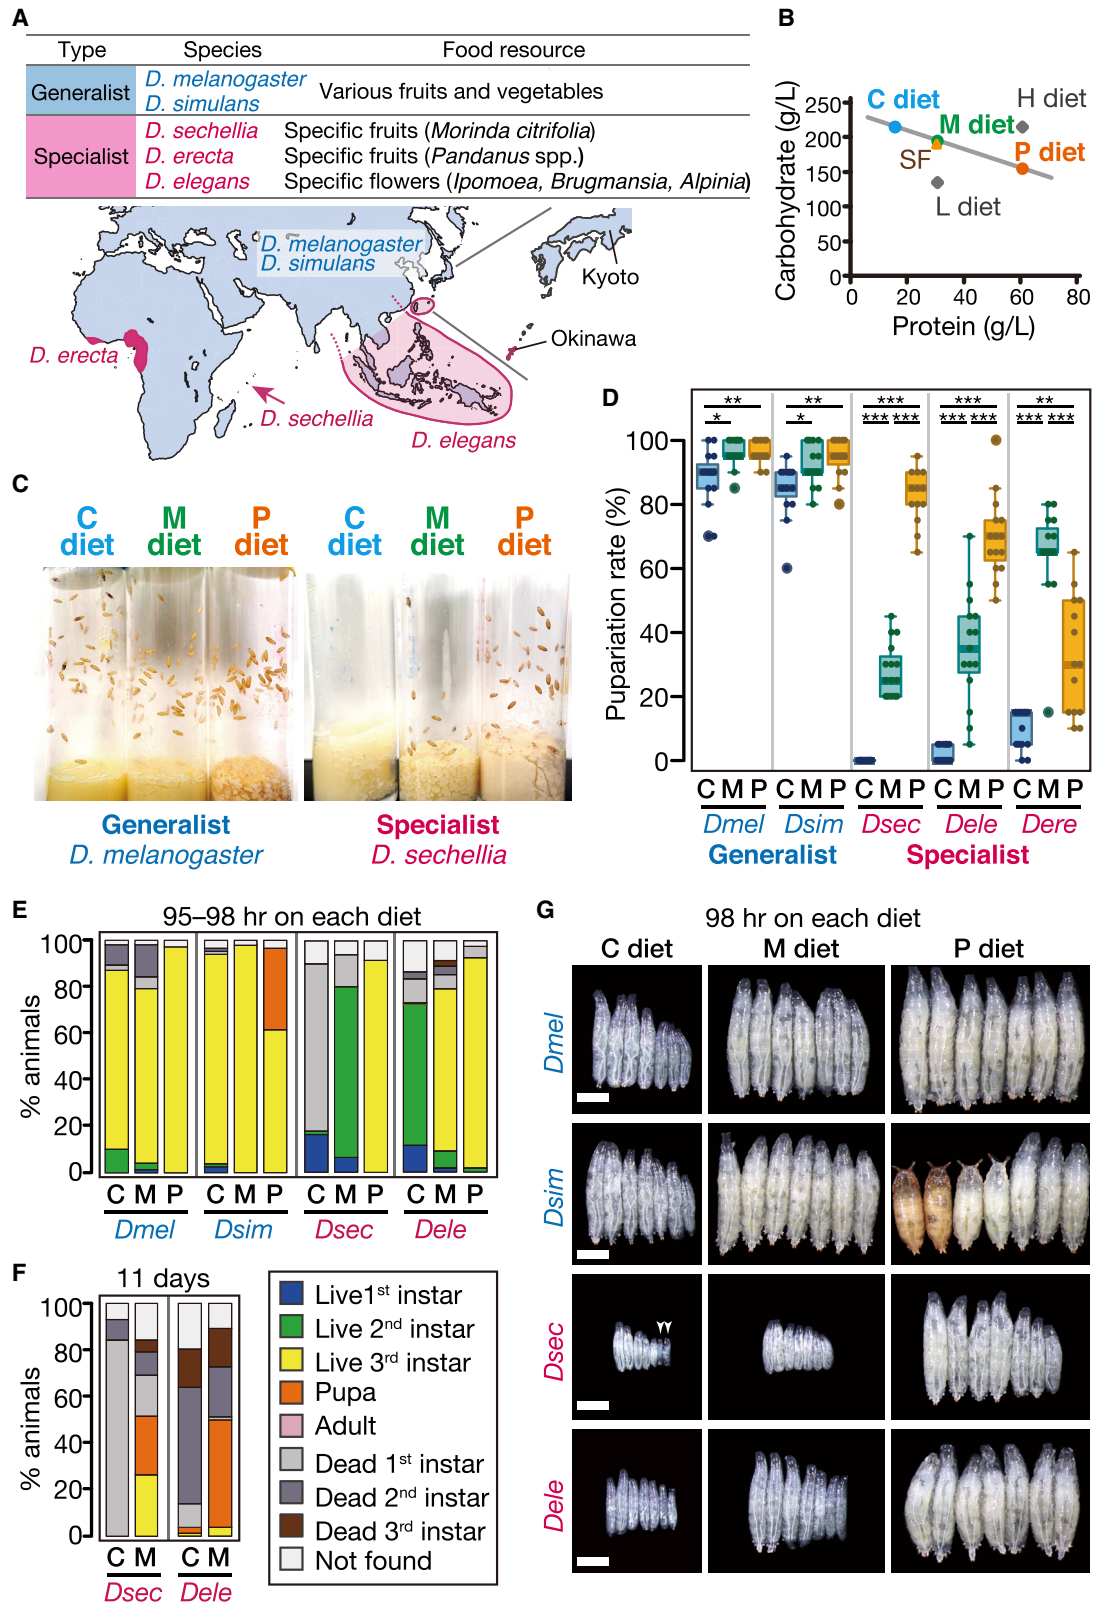 A
Type Species Food resource
Generalist
D. melanogaster
D. simulans
Various fruits and vegetables
Specialist
D. sechellia Specific fruits (Morinda citrifolia)
D. erecta Specific fruits (Pandanus spp.)
D. elegans Specific flowers (Ipomoea, Brugmansia, Alpinia)
D. melanogaster
D. simulans
Kyoto
Okinawa
D. erecta
D. sechellia
D. elegans
B
Carbohydrate (g/L)
250
200
150
100
50
0
C diet
M diet
H diet
SF
P diet
L diet
0 20 40 60 80
Protein (g/L)
C
C diet
M diet
P diet
C diet
M diet
P diet
Generalist
D. melanogaster
Specialist
D. sechellia
D
Pupariation rate (%)
100
80
60
40
20
0
** ** *** *** **
* * *** *** *** *** *** ***
C M P C M P C M P C M P C M P
Dmel Dsim Dsec Dele Dere
Generalist Specialist
E
95–98 hr on each diet
% animals
100
80
60
40
20
0
C M P C M P C M P C M P
Dmel Dsim Dsec Dele
F
11 days
% animals
100
80
60
40
20
0
C M C M
Dsec Dele
Live1st instar
Live 2nd instar
Live 3rd instar
Pupa
Adult
Dead 1st instar
Dead 2nd instar
Dead 3rd instar
Not found
G
98 hr on each diet
C diet M diet P diet
Dmel
Dsim
Dsec
Dele